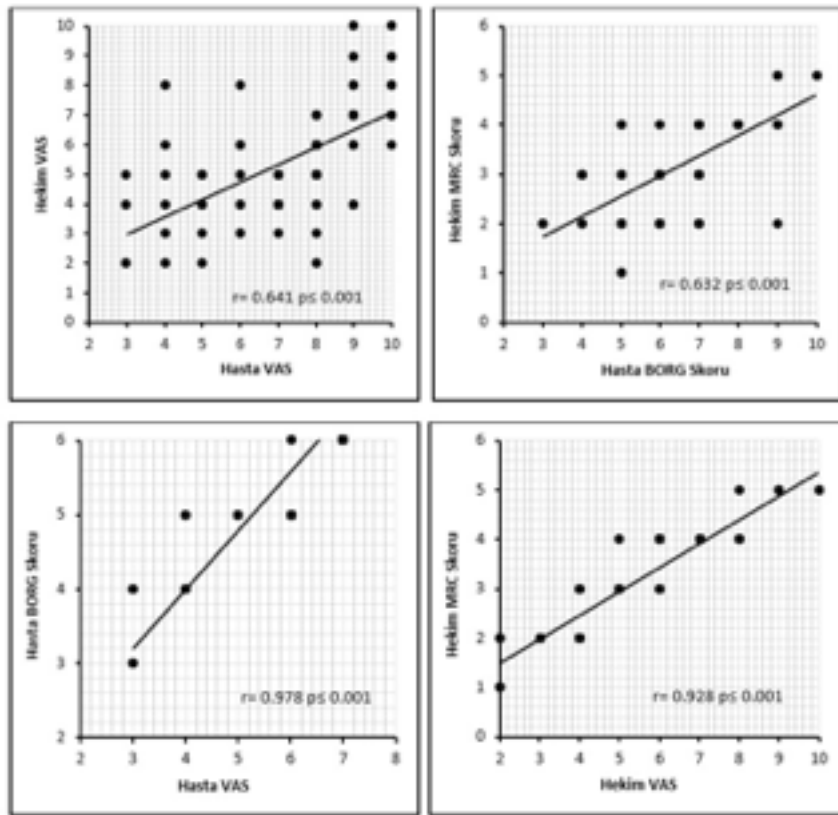 10
9
8
7
6
5
4
3
2
1
0
Hekim VAS
r= 0.641 p≤ 0.001
2 3 4 5 6 7 8 9 10
Hasta VAS
6
5
4
3
2
1
0
Hekim MRC Skoru
r= 0.632 p≤ 0.001
2 3 4 5 6 7 8 9 10
Hasta BORG Skoru
6
5
4
3
2
Hasta BORG Skoru
r= 0.978 p≤ 0.001
2 3 4 5 6 7 8
Hasta VAS
6
5
4
3
2
1
0
Hekim MRC Skoru
r= 0.928 p≤ 0.001
2 3 4 5 6 7 8 9 10
Hekim VAS